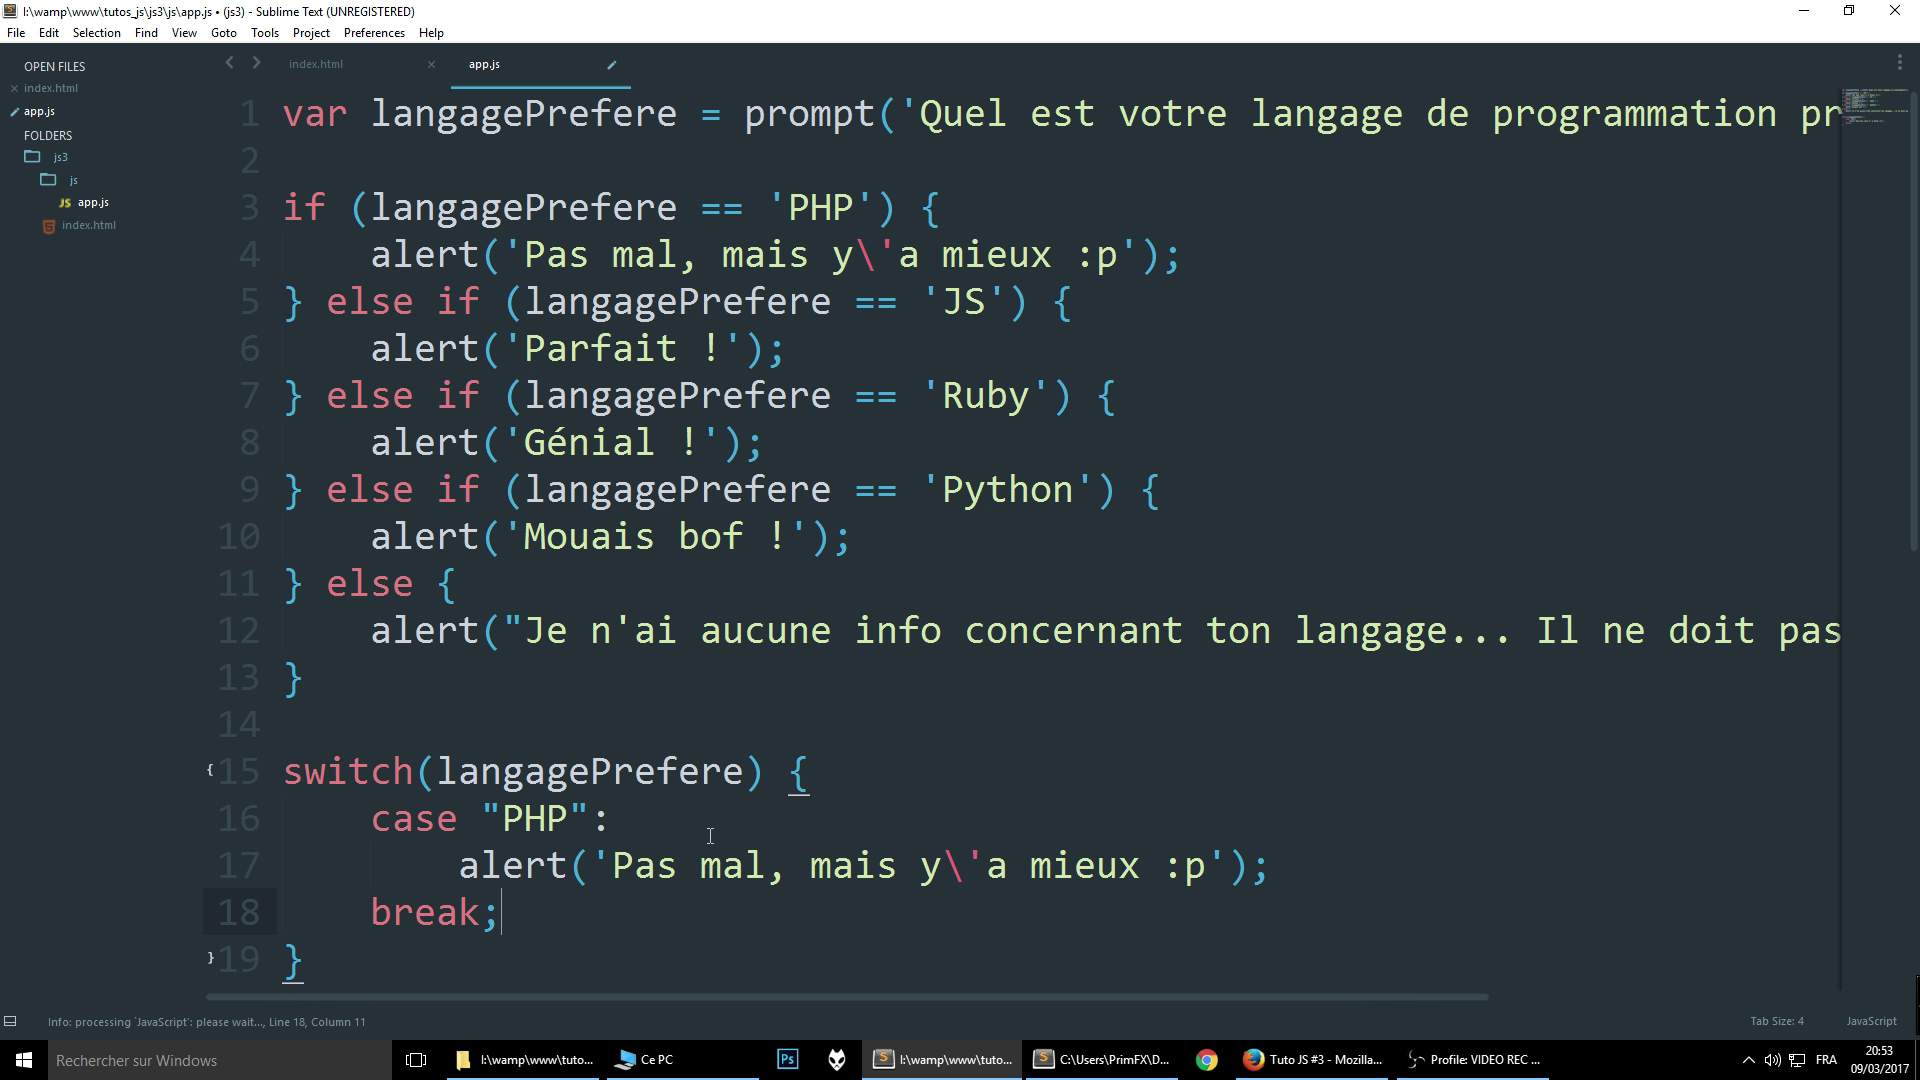 I:\wamp\www\tutos_js\js3\js\app.js • (js3) - Sublime Text (UNREGISTERED)
File Edit Selection Find View Goto Tools Project Preferences Help
OPEN FILES
index.html
app.js
FOLDERS
js3
js
app.js
index.html
index.html app.js
1 var langagePrefere = prompt('Quel est votre langage de programmation pr
2
3 if (langagePrefere == 'PHP') {
4 alert('Pas mal, mais y\'a mieux :p');
5 } else if (langagePrefere == 'JS') {
6 alert('Parfait !');
7 } else if (langagePrefere == 'Ruby') {
8 alert('Génial !');
9 } else if (langagePrefere == 'Python') {
10 alert('Mouais bof !');
11 } else {
12 alert("Je n'ai aucune info concernant ton langage... Il ne doit pas
13 }
14
15 switch(langagePrefere) {
16 case "PHP":
17 alert('Pas mal, mais y\'a mieux :p');
18 break;
19 }
Info: processing `JavaScript`: please wait..., Line 18, Column 11 Tab Size: 4 JavaScript
Rechercher sur Windows I:\wamp\www\tuto... Ce PC Ps I:\wamp\www\tuto... C:\Users\PrimFX\D... Tuto JS #3 - Mozilla... Profile: VIDEO REC ... FRA 20:53
09/03/2017